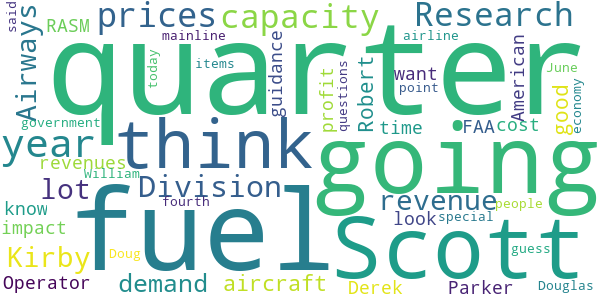 said RASM prices capacity Research
Airways mainline airline
quarter
today items guidance profit questions Robert want point American June economy
government year think time FAA cost good
revenues William lot Division fourth going
know fuel revenue people
impact look special
Kirby Doug Scott guess
Operator demand aircraft Derek Parker Douglas